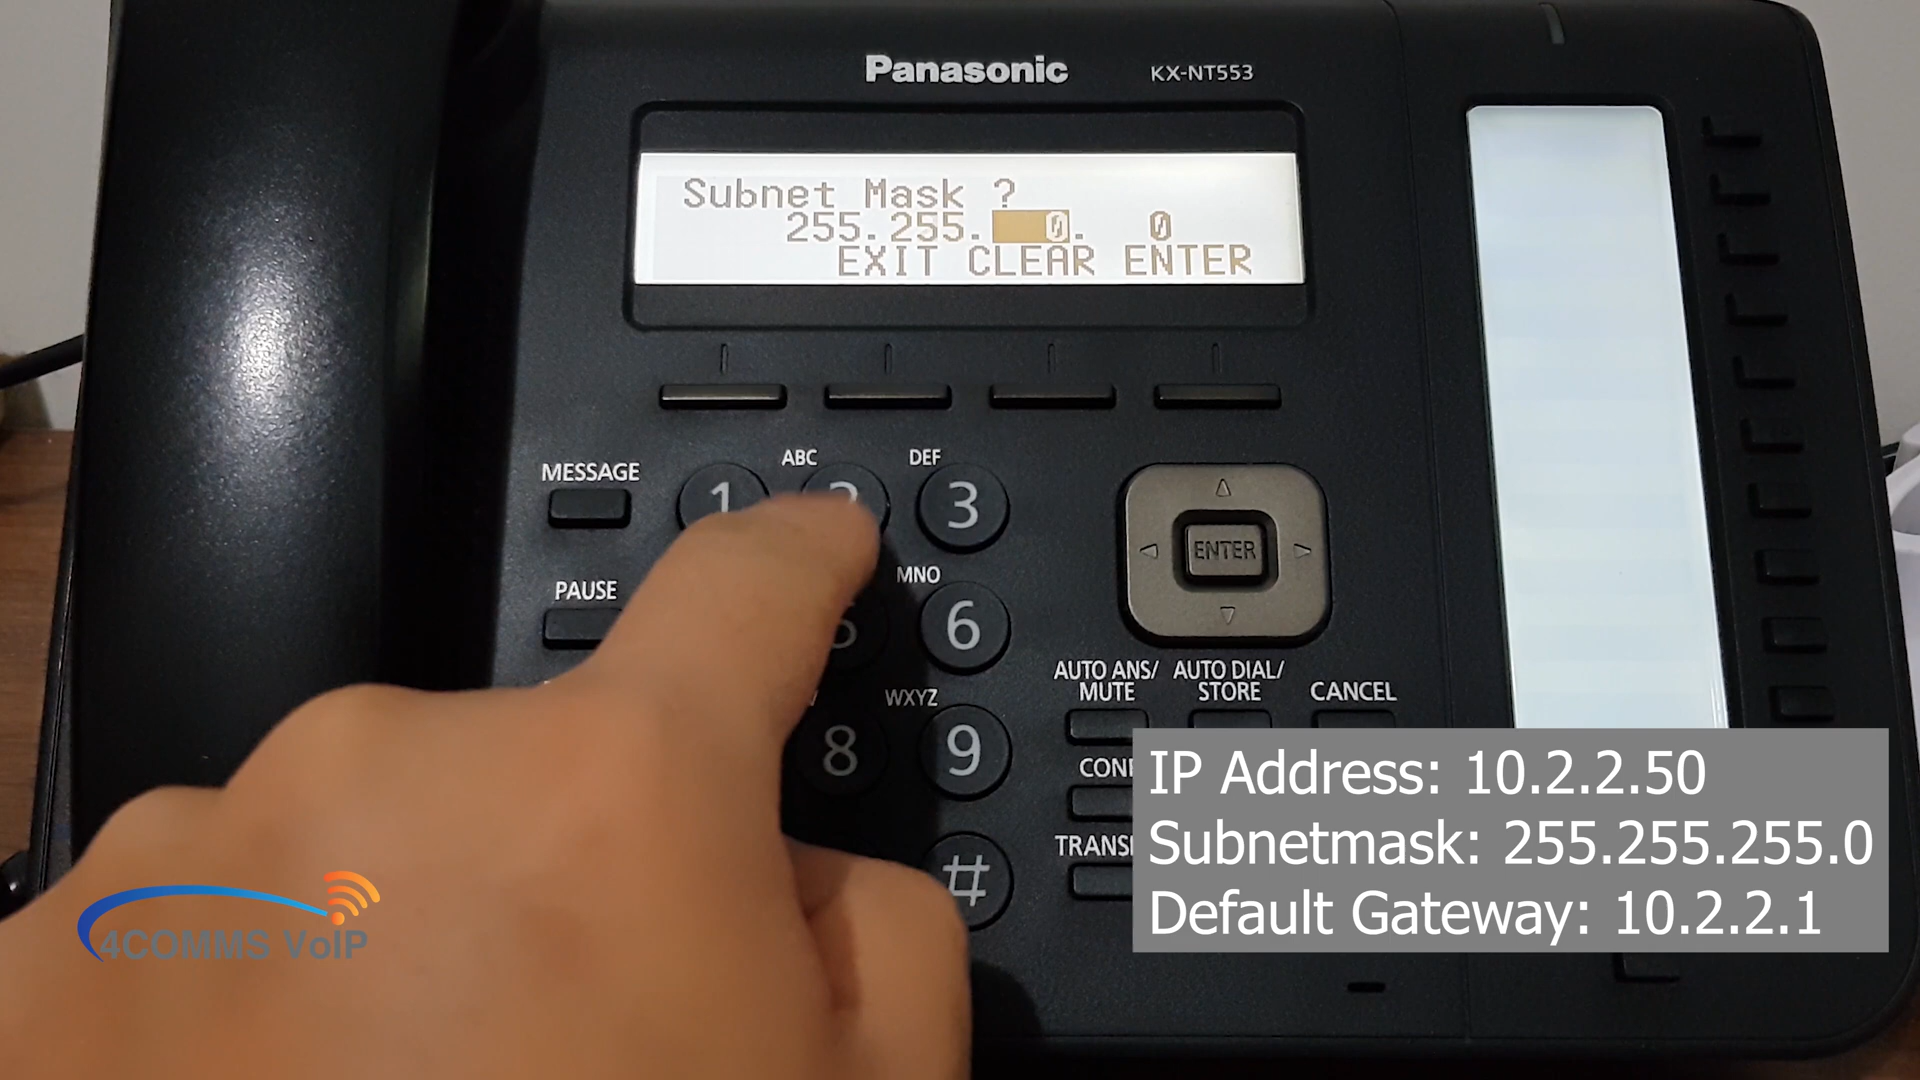 Panasonic KX-NT553
Subnet Mask ?
255.255. 0. 0
EXIT CLEAR ENTER
MESSAGE
1
ABC
DEF
3
PAUSE
MNO
6
ENTER
AUTO ANS/
MUTE
AUTO DIAL/
STORE
CANCEL
8
WXYZ
9
#
IP Address: 10.2.2.50
Subnetmask: 255.255.255.0
Default Gateway: 10.2.2.1
4COMMS VoIP